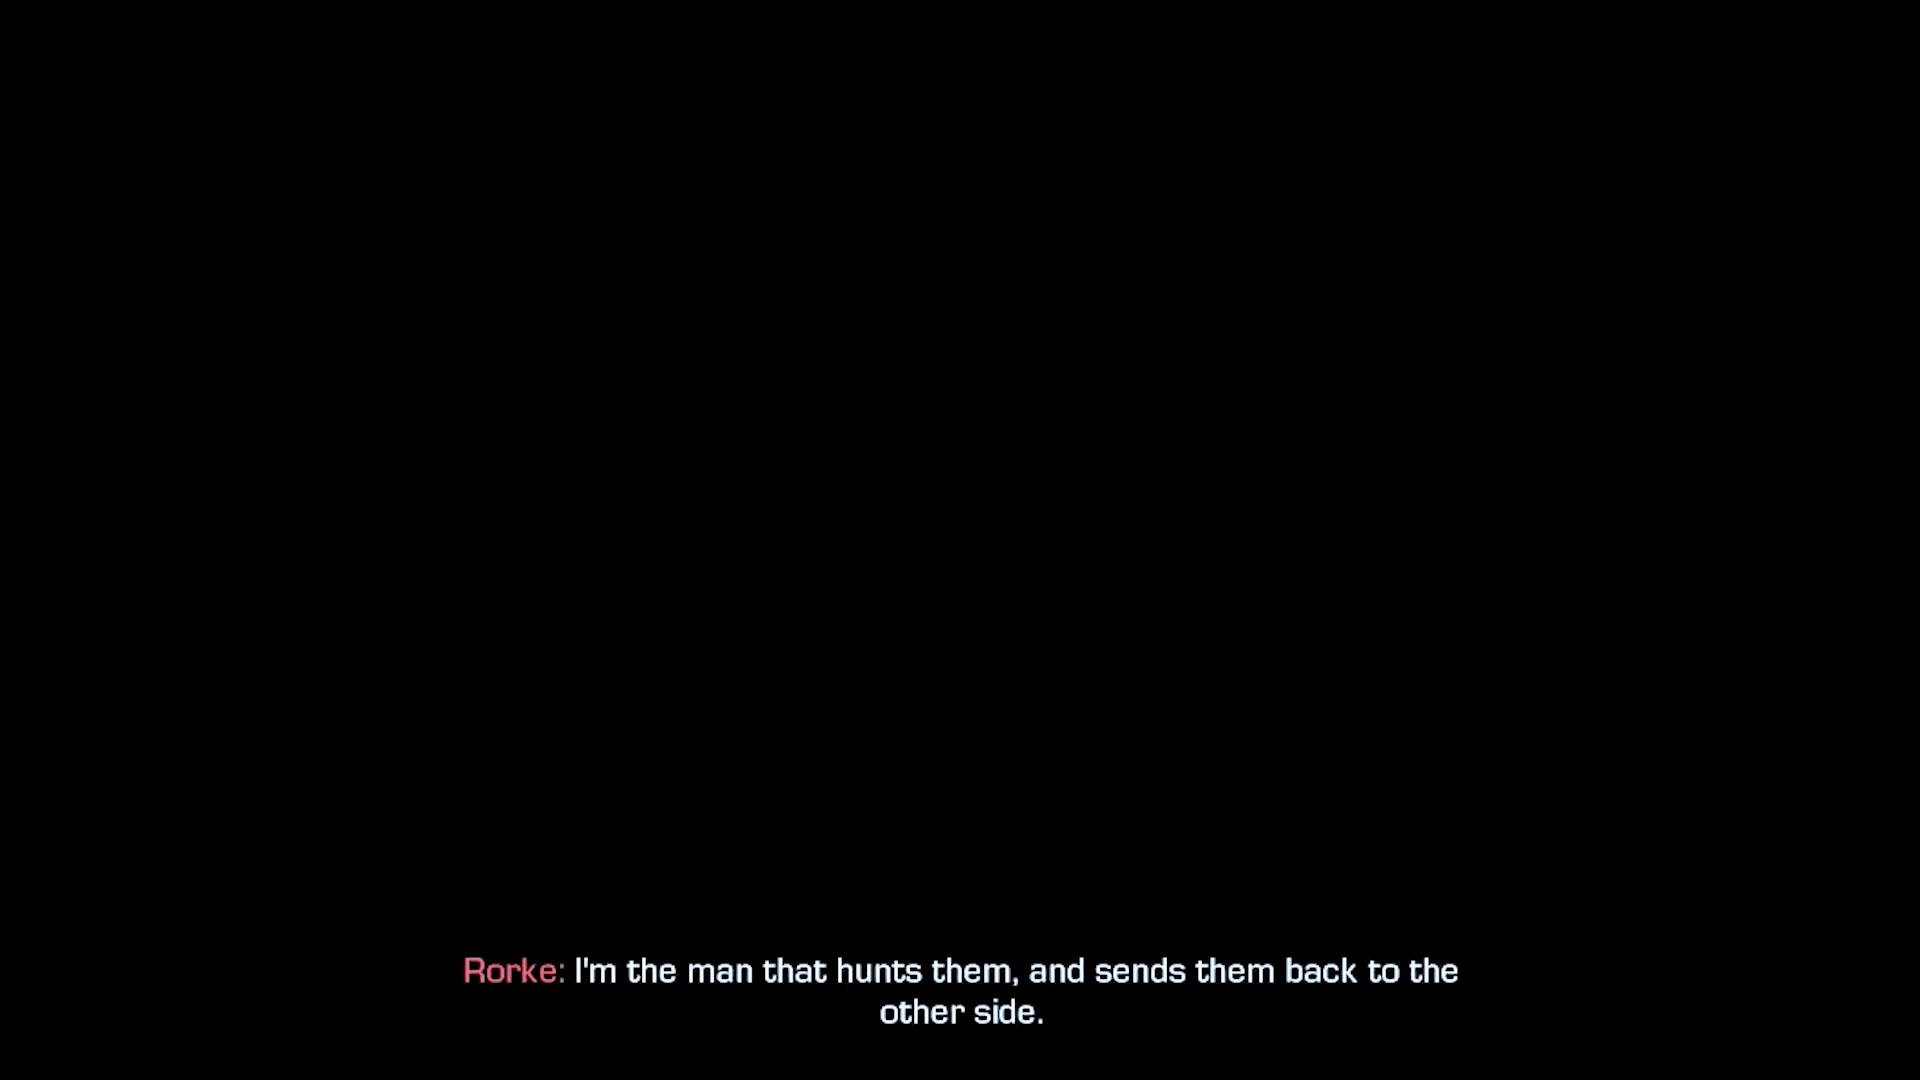 Rorke: I'm the man that hunts them, and sends them back to the
other side.